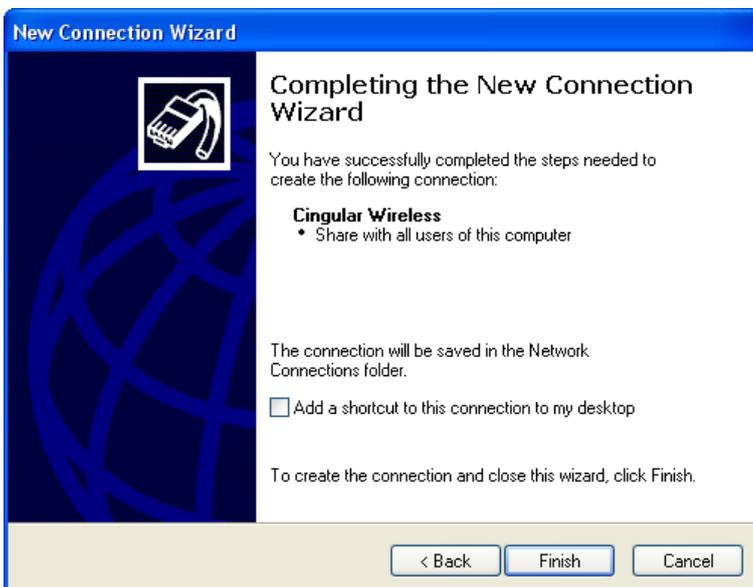 New Connection Wizard
Completing the New Connection
Wizard
You have successfully completed the steps needed to
create the following connection:
Cingular Wireless
• Share with all users of this computer
The connection will be saved in the Network
Connections folder.
Add a shortcut to this connection to my desktop
To create the connection and close this wizard, click Finish.
< Back Finish Cancel